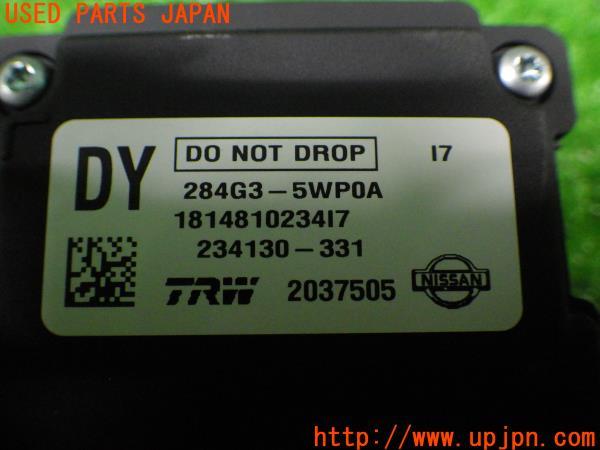 USED PARTS JAPAN
DY
DO NOT DROP
I7
284G3-5WP0A
1814810234I7
234130-331
TRW
2037505
NISSAN
http://www.upjpn.com/